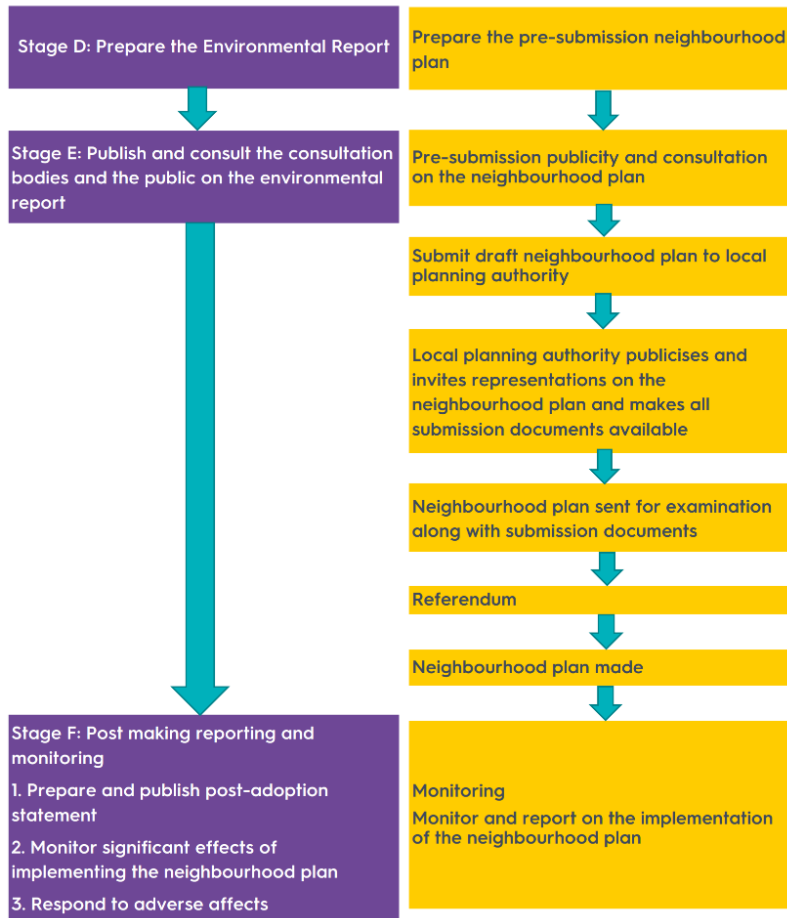 Stage D: Prepare the Environmental Report
Prepare the pre-submission neighbourhood
plan
Stage E: Publish and consult the consultation
bodies and the public on the environmental
report
Pre-submission publicity and consultation
on the neighbourhood plan
Submit draft neighbourhood plan to local
planning authority
Local planning authority publicises and
invites representations on the
neighbourhood plan and makes all
submission documents available
Neighbourhood plan sent for examination
along with submission documents
Referendum
Neighbourhood plan made
Stage F: Post making reporting and
monitoring
1. Prepare and publish post-adoption
statement
2. Monitor significant effects of
implementing the neighbourhood plan
3. Respond to adverse affects
Monitoring
Monitor and report on the implementation
of the neighbourhood plan